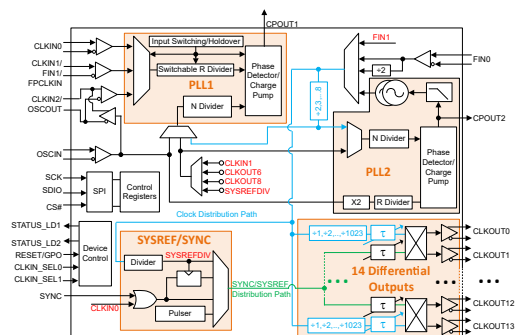 CPOUT1
CLKIN0
CLKIN1/
FIN1/
FPCLKIN
CLKIN2/
OSCOUT
Input Switching/Holdover
Switchable R Divider
PLL1
N Divider
Phase
Detector/
Charge
Pump
FIN1
÷2
FIN0
÷2,3,..8
CPOUT2
N Divider
PLL2
Phase
Detector/
Charge
Pump
X2
R Divider
OSCIN
CLKIN1
CLKOUT6
CLKOUT8
SYSREFDIV
SCK
SDIO
CS#
SPI
Control
Registers
Clock Distribution Path
STATUS_LD1
STATUS_LD2
RESET/GPO
CLKIN_SEL0
CLKIN_SEL1
Device
Control
SYNC
CLKIN0
SYSREF/SYNC
Divider
SYSREFDIV
Pulser
SYNC/SYSREF
Distribution Path
÷1,÷2,..,÷1023
τ
τ
14 Differential
Outputs
τ
÷1,÷2,..,÷1023
τ
CLKOUT0
CLKOUT1
CLKOUT12
CLKOUT13